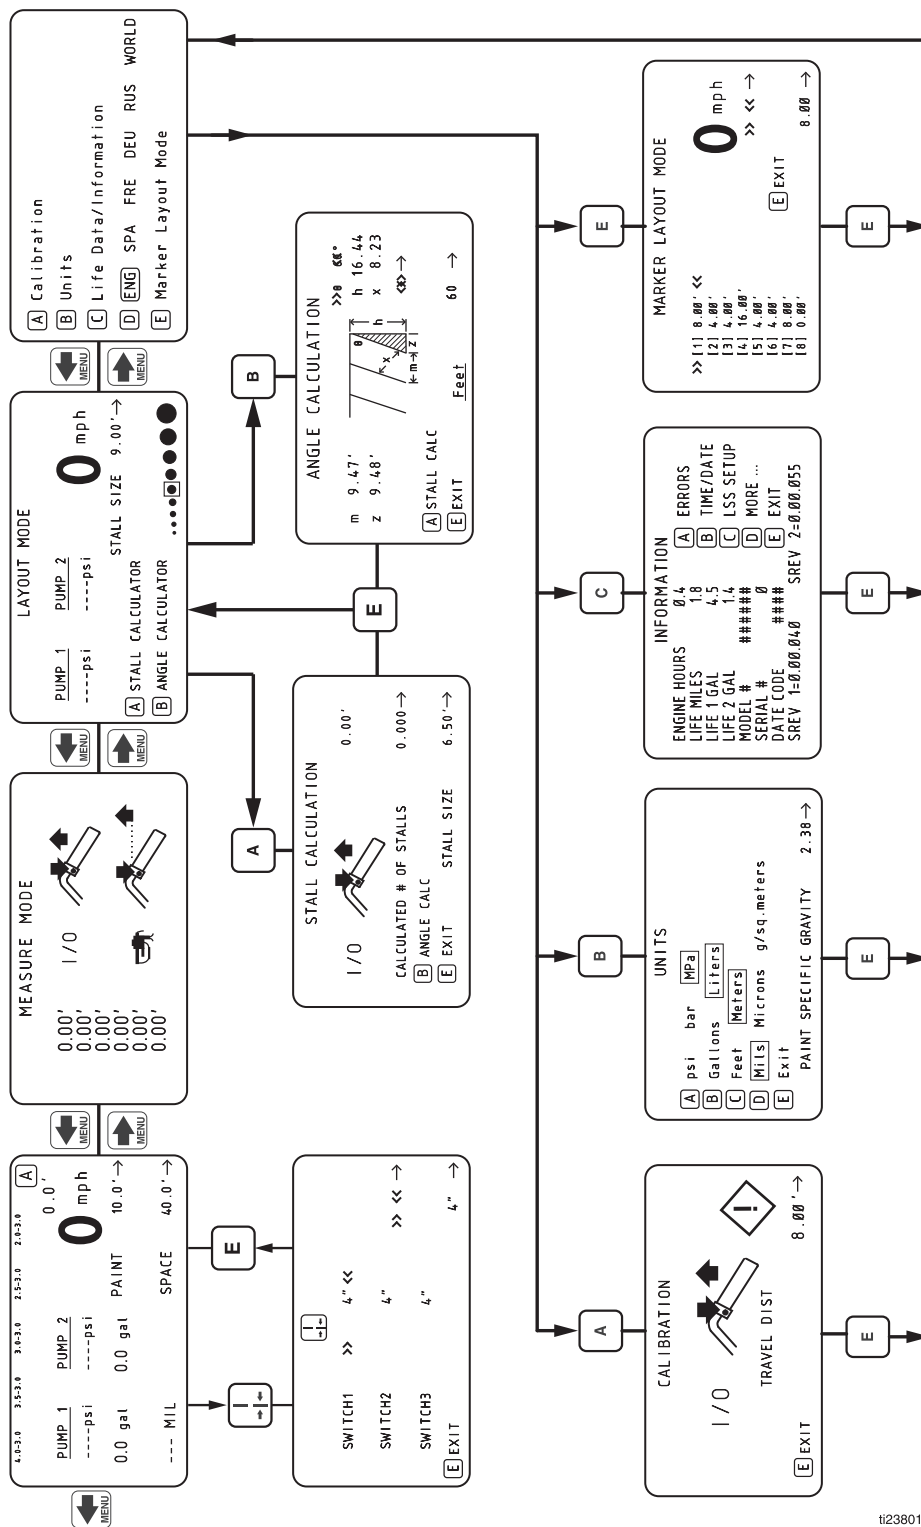 4.0-3.0 3.5-3.0 3.0-3.0 2.5-3.0 2.0-3.0 A
0.0'
PUMP 1 PUMP 2 0 mph
----psi ----psi
0.0 gal 0.0 gal PAINT 10.0'→
--- MIL SPACE 40.0'→
MENU
MENU
MENU
MEASURE MODE
0.00'
0.00'
0.00'
0.00'
0.00'
0.00'
I/O
MENU
MENU
LAYOUT MODE
PUMP 1 PUMP 2 0 mph
----psi ----psi
STALL SIZE 9.00'→
A STALL CALCULATOR
B ANGLE CALCULATOR
MENU
MENU
A Calibration
B Units
C Life Data/Information
D ENG SPA FRE DEU RUS WORLD
E Marker Layout Mode
E
SWITCH1 >> 4" <<
SWITCH2 4" >> << →
SWITCH3 4"
E EXIT 4" →
A
STALL CALCULATION
I/O 0.00'
CALCULATED # OF STALLS 0.000→
B ANGLE CALC
E EXIT STALL SIZE 6.50'→
E
B
ANGLE CALCULATION
m 9.47'
z 9.48'
h 16.44
x 8.23
θ
h
x
m
z
A STALL CALC
E EXIT Feet 60 →
A
CALIBRATION
I/O
TRAVEL DIST
E EXIT 8.00'→
E
B
UNITS
A psi bar MPa
B Gallons Liters
C Feet Meters
D Mils Microns g/sq.meters
E Exit
PAINT SPECIFIC GRAVITY 2.38→
E
C
INFORMATION
ENGINE HOURS 0.4 A ERRORS
LIFE MILES 1.8 B TIME/DATE
LIFE 1 GAL 4.5 C LSS SETUP
LIFE 2 GAL 1.4 D MORE...
MODEL # ###### E EXIT
SERIAL # 0
DATE CODE ####
SREV 1=0.00.040 SREV 2=0.00.055
E
E
MARKER LAYOUT MODE
>> [1] 8.00' <<
[2] 4.00'
[3] 4.00'
[4] 16.00'
[5] 4.00'
[6] 4.00'
[7] 8.00'
[8] 0.00'
0 mph
>> << →
E EXIT
8.00 →
E
ti23801